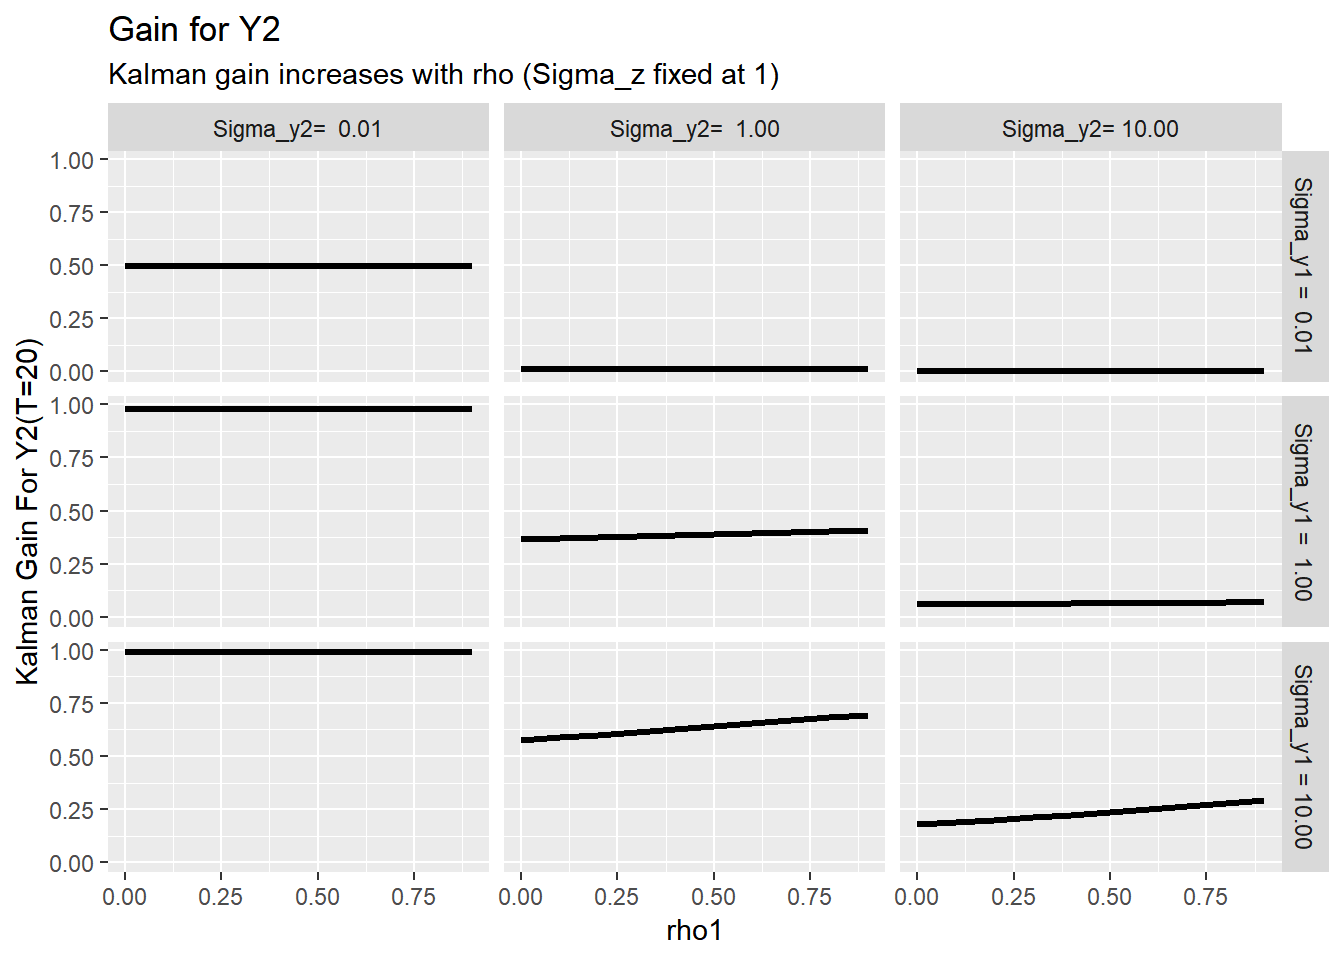 Gain for Y2
Kalman gain increases with rho (Sigma_z fixed at 1)
Sigma_y2=  0.01
Sigma_y2=  1.00
Sigma_y2= 10.00
Kalman Gain For Y2(T=20)
1.00
0.75
0.50
0.25
0.00
Sigma_y1 =  0.01
1.00
0.75
0.50
0.25
0.00
Sigma_y1 =  1.00
1.00
0.75
0.50
0.25
0.00
Sigma_y1 = 10.00
0.00 0.25 0.50 0.75
0.00 0.25 0.50 0.75
0.00 0.25 0.50 0.75
rho1